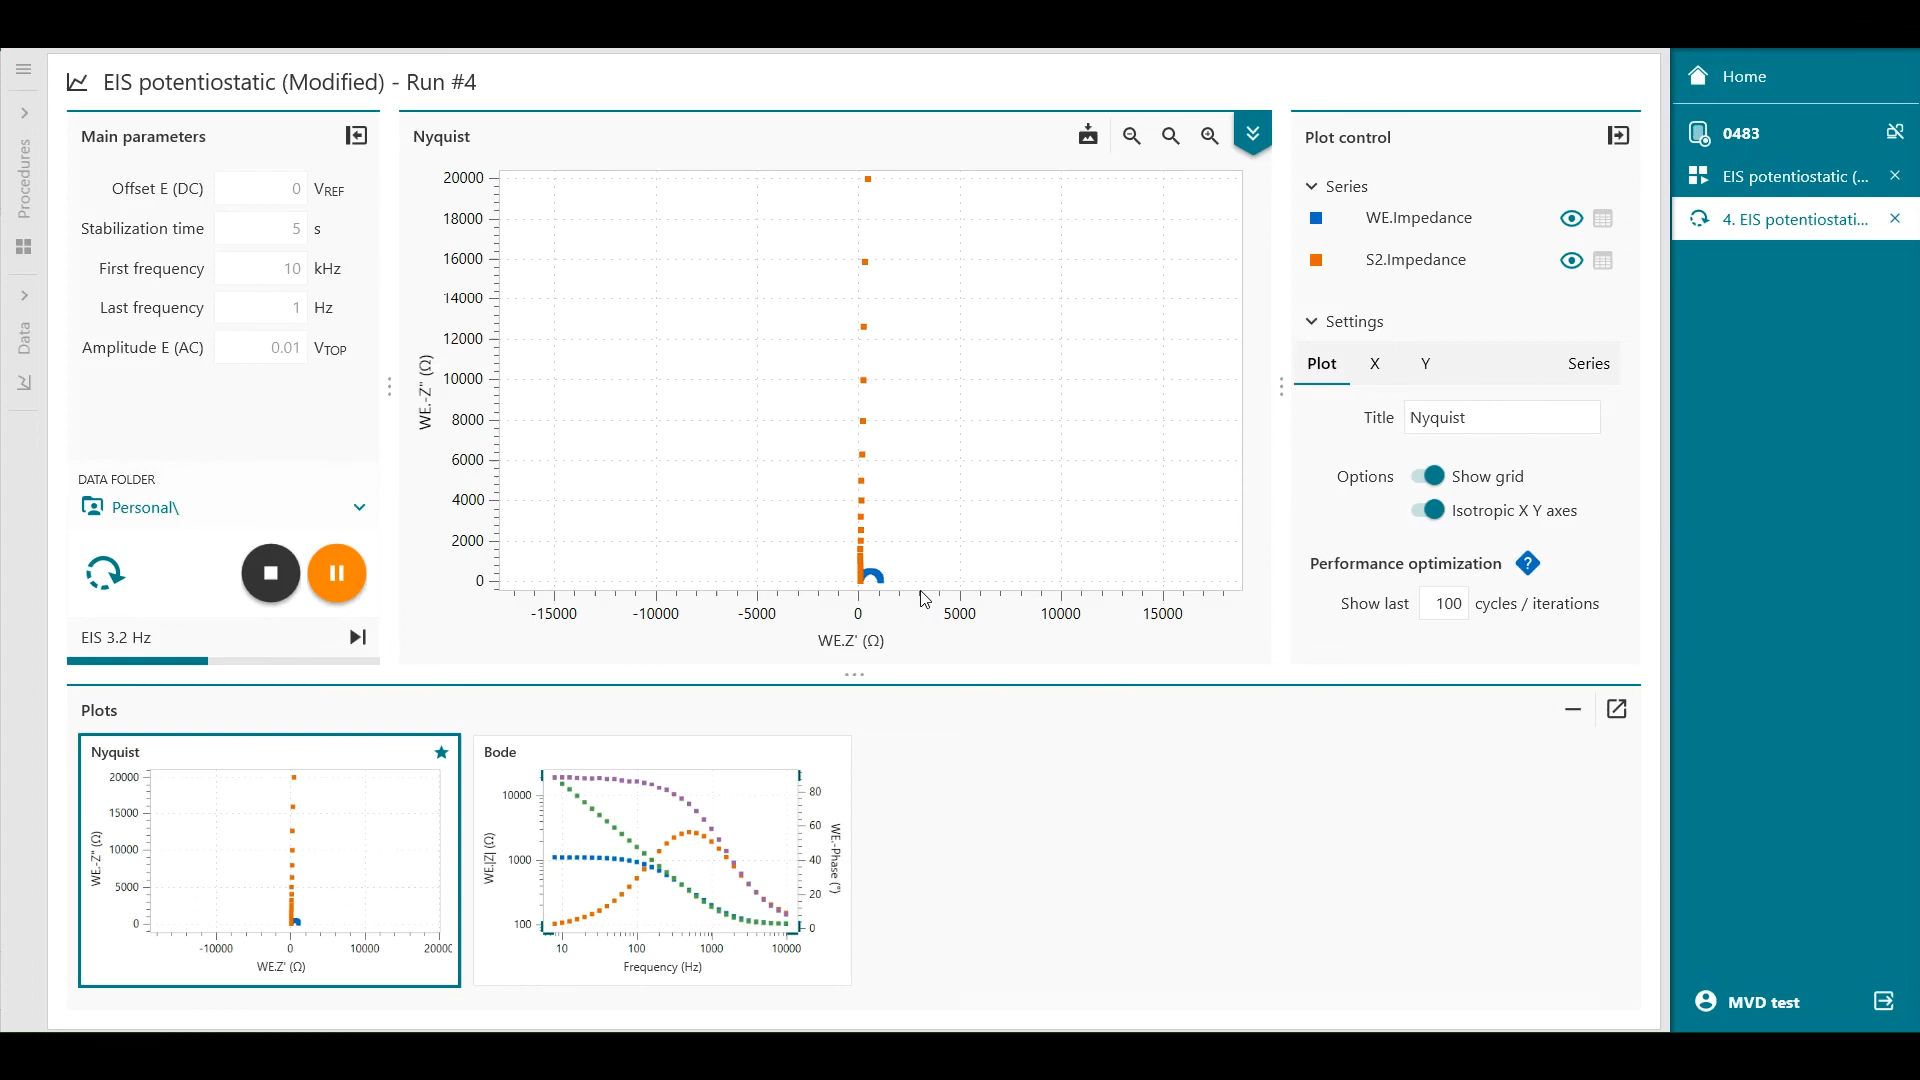 EIS potentiostatic (Modified) - Run #4
Procedures
Data
Main parameters
Offset E (DC) 0 VREF
Stabilization time 5 s
First frequency 10 kHz
Last frequency 1 Hz
Amplitude E (AC) 0.01 VTOP
DATA FOLDER
Personal\
EIS 3.2 Hz
Nyquist
20000
18000
16000
14000
12000
10000
8000
6000
4000
2000
0
WE.-Z" (Ω)
-15000 -10000 -5000 0 5000 10000 15000
WE.Z' (Ω)
Plot control
Series
WE.Impedance
S2.Impedance
Settings
Plot X Y Series
Title Nyquist
Options Show grid
Isotropic X Y axes
Performance optimization ?
Show last 100 cycles / iterations
Plots
Nyquist
20000
15000
10000
5000
0
WE.-Z" (Ω)
-10000 0 10000 20000
WE.Z' (Ω)
Bode
10000
1000
100
WE.|Z| (Ω)
80
60
40
20
0
WE.-Phase (°)
10 100 1000 10000
Frequency (Hz)
Home
0483
EIS potentiostatic (...
4. EIS potentiostati...
MVD test